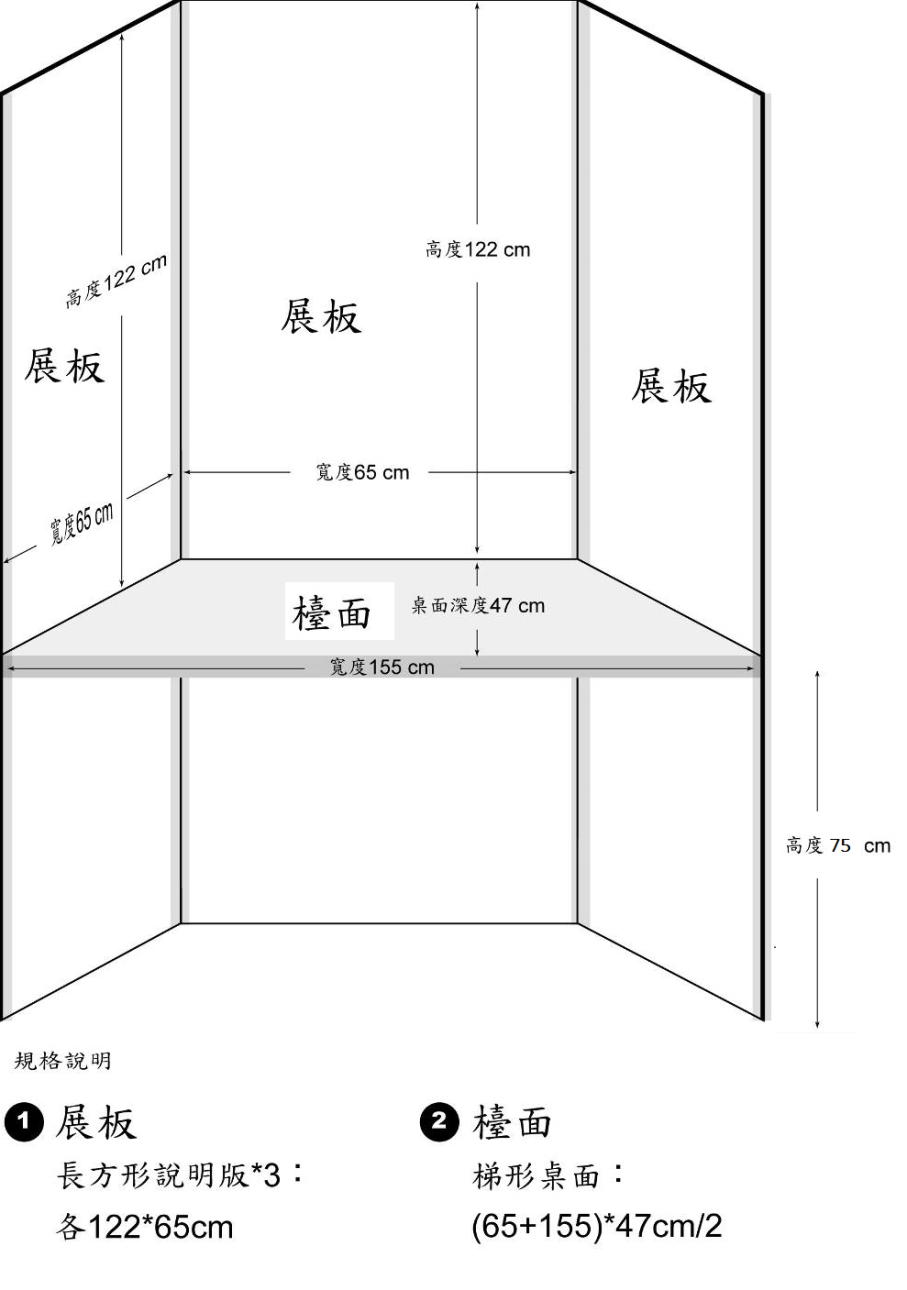 高度122 cm
高度122 cm
展板
展板
展板
寬度65 cm
寬度65 cm
檯面
桌面深度47 cm
寬度155 cm
高度 75 cm
規格說明
1 展板
長方形說明版*3：
各122*65cm
2 檯面
梯形桌面：
(65+155)*47cm/2